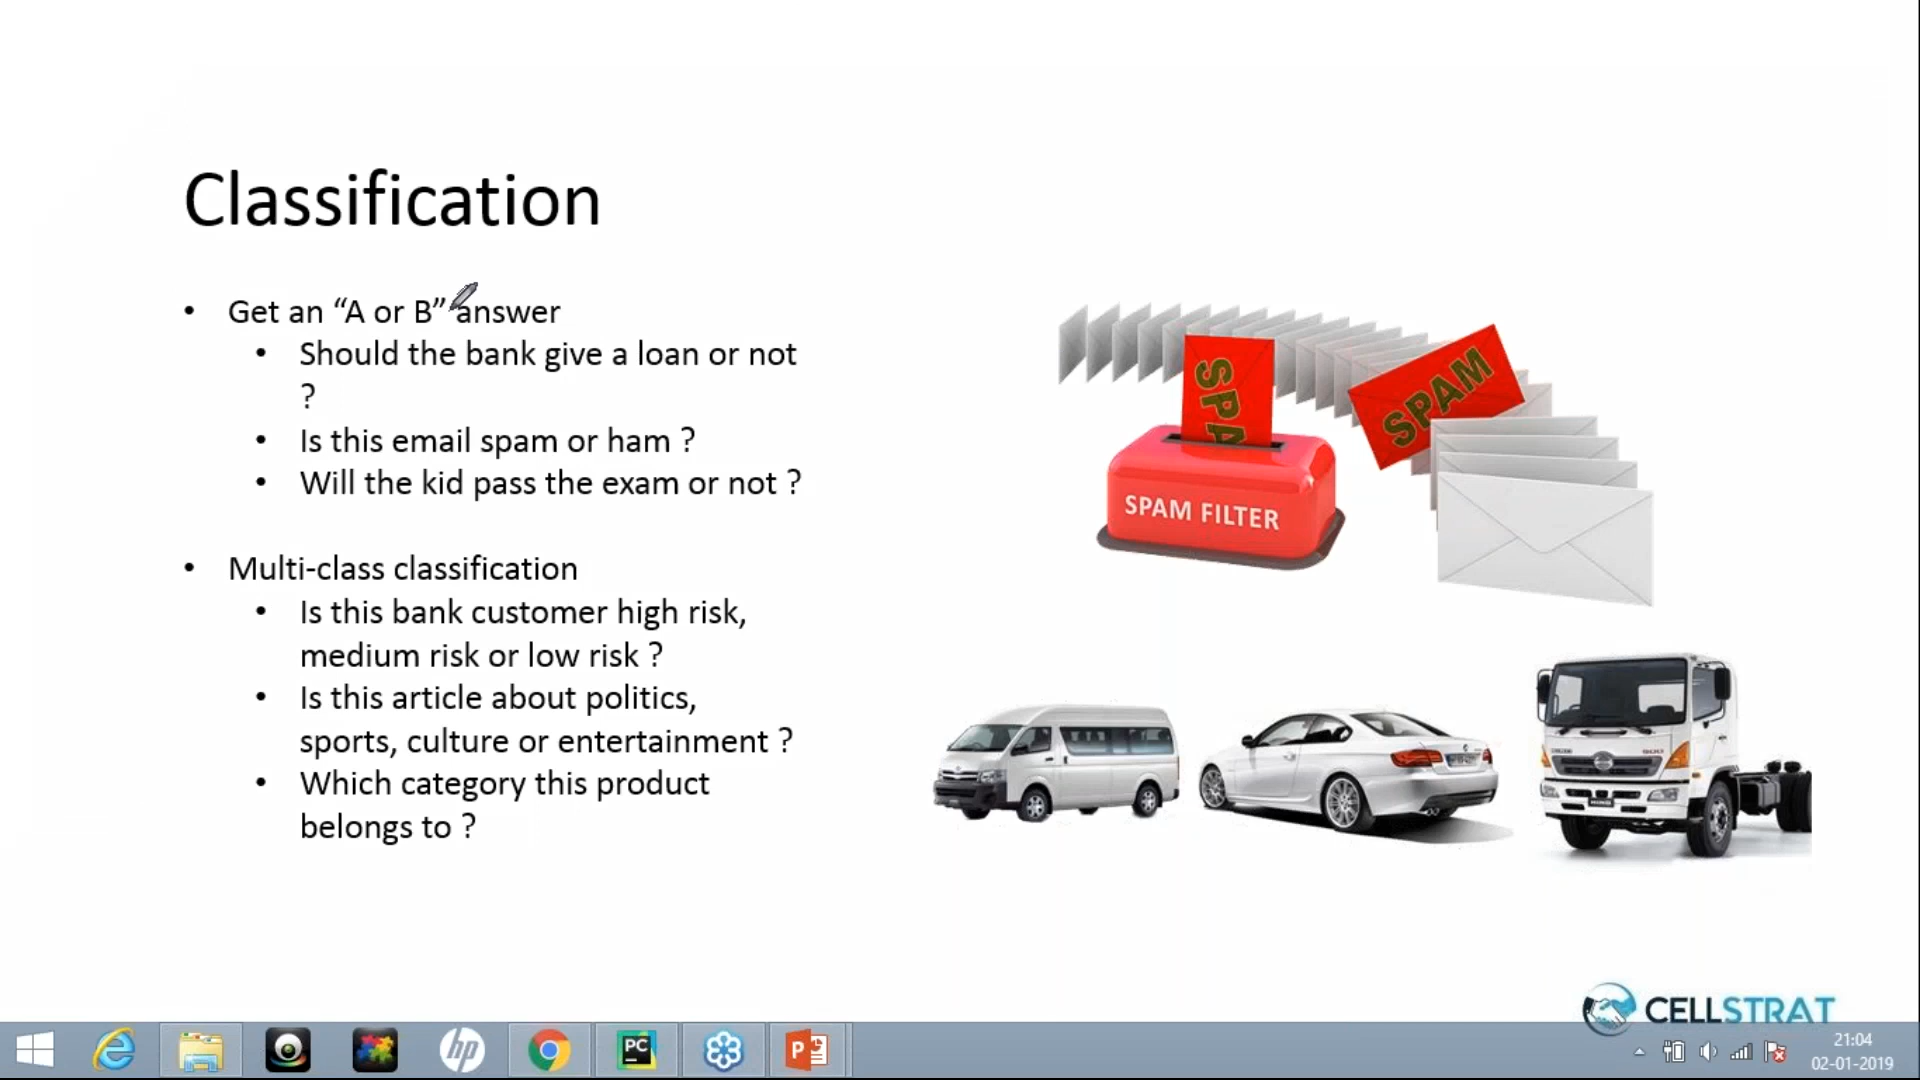 Classification
• Get an “A or B” answer
• Should the bank give a loan or not
?
• Is this email spam or ham ?
• Will the kid pass the exam or not ?
• Multi-class classification
• Is this bank customer high risk,
medium risk or low risk ?
• Is this article about politics,
sports, culture or entertainment ?
• Which category this product
belongs to ?
SPA
SPAM
SPAM FILTER
CELLSTRAT
hp
PC
P
21:04
02-01-2019